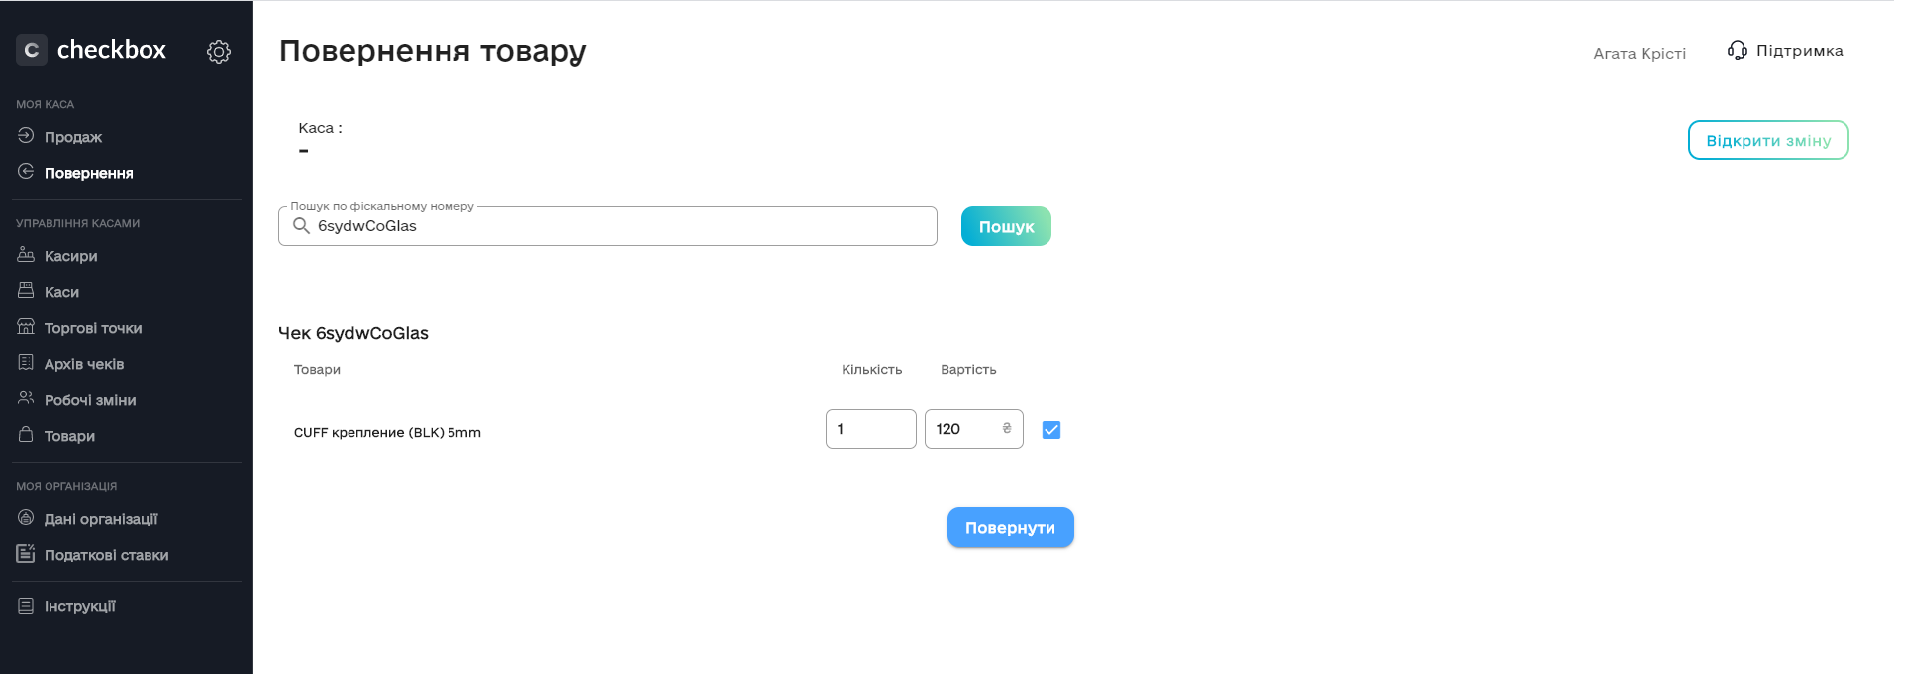 C checkbox
МОЯ КАСА
Продаж
Повернення
УПРАВЛІННЯ КАСАМИ
Касири
Каси
Торгові точки
Архів чеків
Робочі зміни
Товари
МОЯ ОРГАНІЗАЦІЯ
Дані організації
Податкові ставки
Інструкції
Повернення товару
Агата Крісті
Підтримка
Каса :
-
Відкрити зміну
Пошук по фіскальному номеру
6sydwCoGlas
Пошук
Чек 6sydwCoGlas
Товари Кількість Вартість
CUFF крепление (BLK) 5mm 1 120 ₴
Повернути